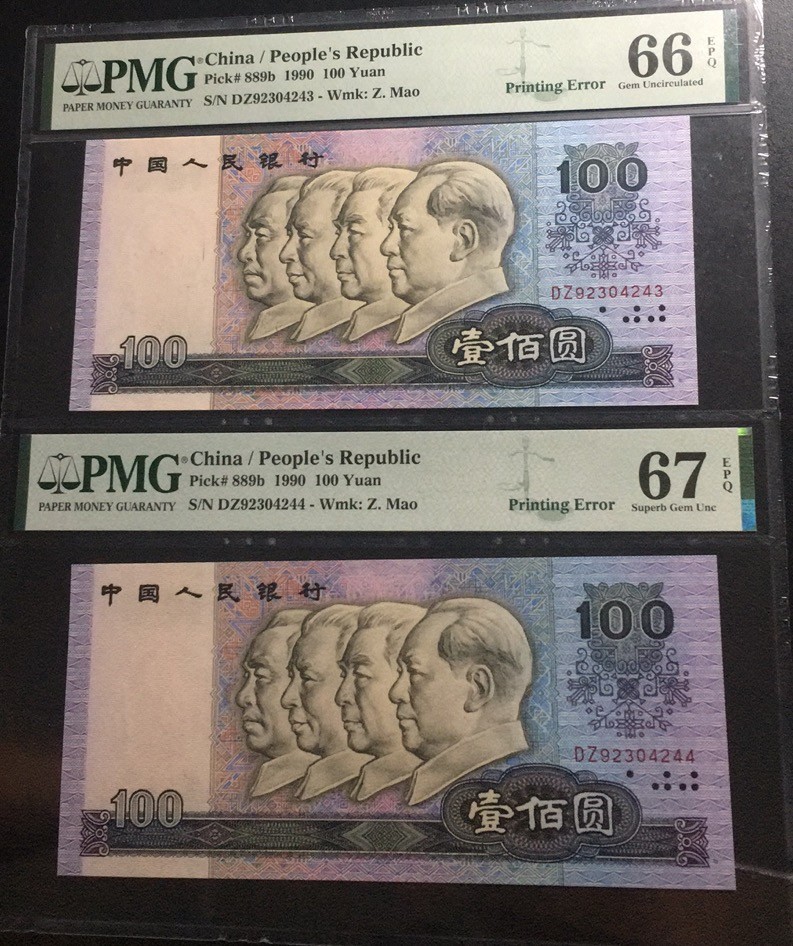 PMG® China / People's Republic
PAPER MONEY GUARANTY
Pick# 889b 1990 100 Yuan
S/N DZ92304243 - Wmk: Z. Mao
Printing Error
66 EPQ
Gem Uncirculated
中国人民银行
100
DZ92304243
100
壹佰圆
PMG® China / People's Republic
PAPER MONEY GUARANTY
Pick# 889b 1990 100 Yuan
S/N DZ92304244 - Wmk: Z. Mao
Printing Error
67 EPQ
Superb Gem Unc
中国人民银行
100
DZ92304244
100
壹佰圆